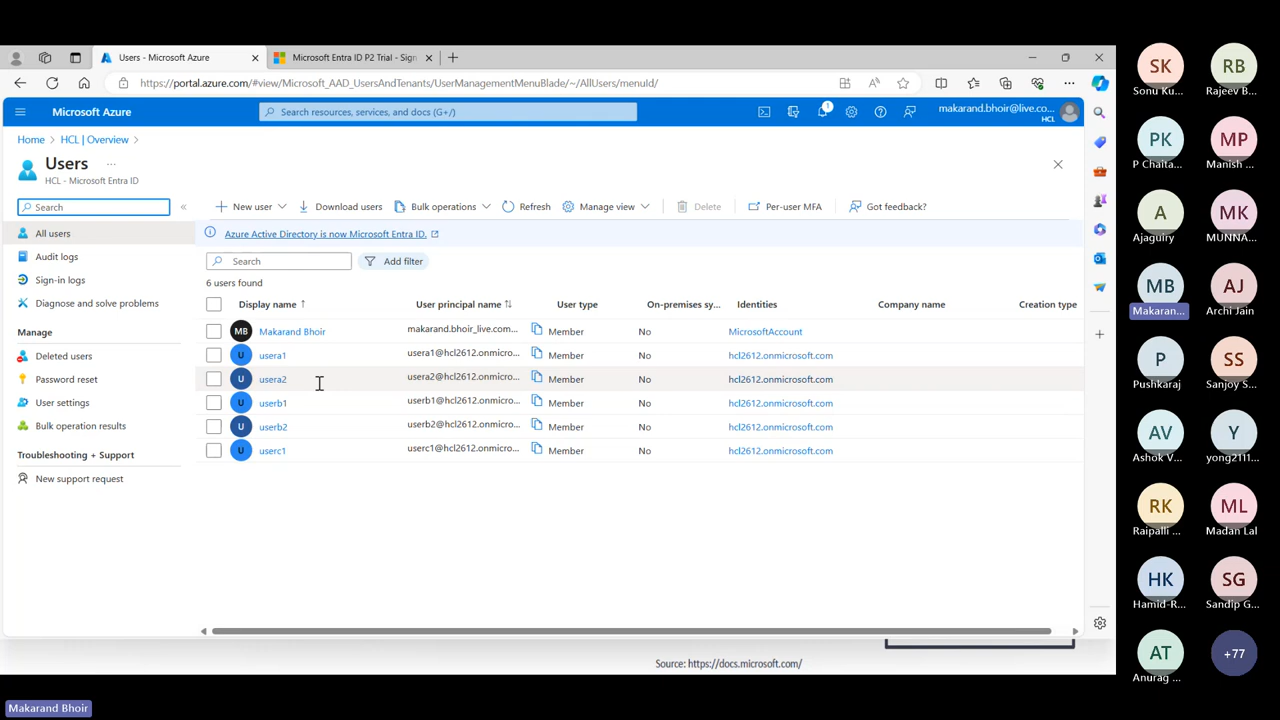 Users - Microsoft Azure
Microsoft Entra ID P2 Trial - Sign
https://portal.azure.com/#view/Microsoft_AAD_UsersAndTenants/UserManagementMenuBlade/~/AllUsers/menuId/
Microsoft Azure
Search resources, services, and docs (G+/)
1
makarand.bhoir@live.co...
HCL
Home > HCL | Overview >
Users ...
HCL - Microsoft Entra ID
Search
«
New user
Download users
Bulk operations
Refresh
Manage view
Delete
Per-user MFA
Got feedback?
All users
Audit logs
Sign-in logs
Diagnose and solve problems
Manage
Deleted users
Password reset
User settings
Bulk operation results
Troubleshooting + Support
New support request
Azure Active Directory is now Microsoft Entra ID.
Search
Add filter
6 users found
Display name ↑ User principal name ↑↓ User type On-premises sy... Identities Company name Creation type
MB Makarand Bhoir makarand.bhoir_live.com... Member No MicrosoftAccount
U usera1 usera1@hcl2612.onmicro... Member No hcl2612.onmicrosoft.com
U usera2 usera2@hcl2612.onmicro... Member No hcl2612.onmicrosoft.com
U userb1 userb1@hcl2612.onmicro... Member No hcl2612.onmicrosoft.com
U userb2 userb2@hcl2612.onmicro... Member No hcl2612.onmicrosoft.com
U userc1 userc1@hcl2612.onmicro... Member No hcl2612.onmicrosoft.com
Source: https://docs.microsoft.com/
Makarand Bhoir
SK RB
Sonu Ku... Rajeev B...
PK MP
P Chaita... Manish ...
A MK
Ajaguiry MUNNA...
MB AJ
Makaran... Archi Jain
P SS
Pushkaraj Sanjoy S...
AV Y
Ashok V... yong2111...
RK ML
Raipalli ... Madan Lal
HK SG
Hamid-R... Sandip G...
AT +77
Anurag ...